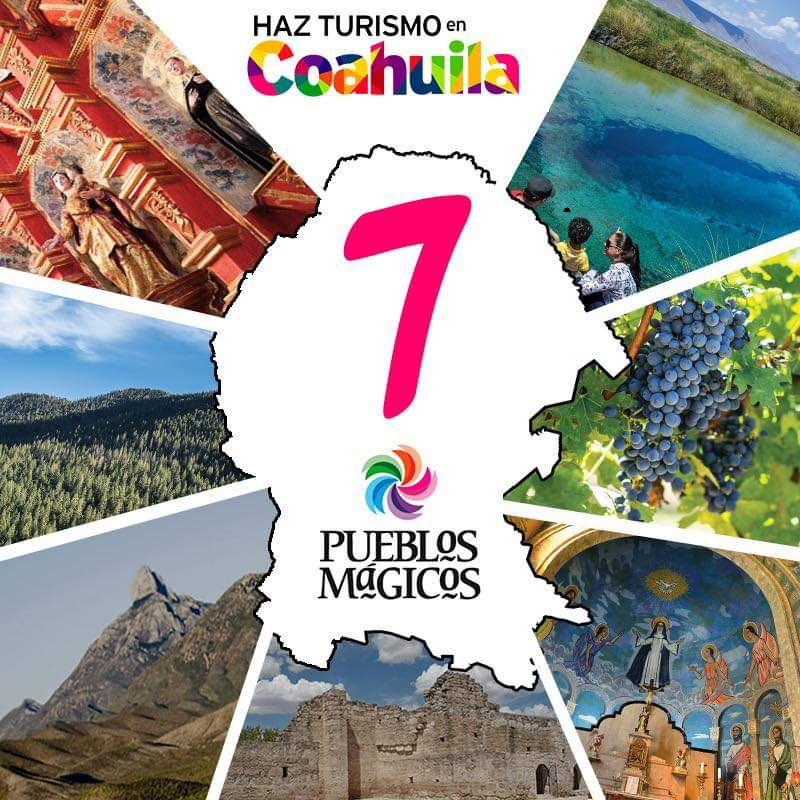 HAZ TURISMO en
Coahuila
7
PUEBLOS
MáGICOS